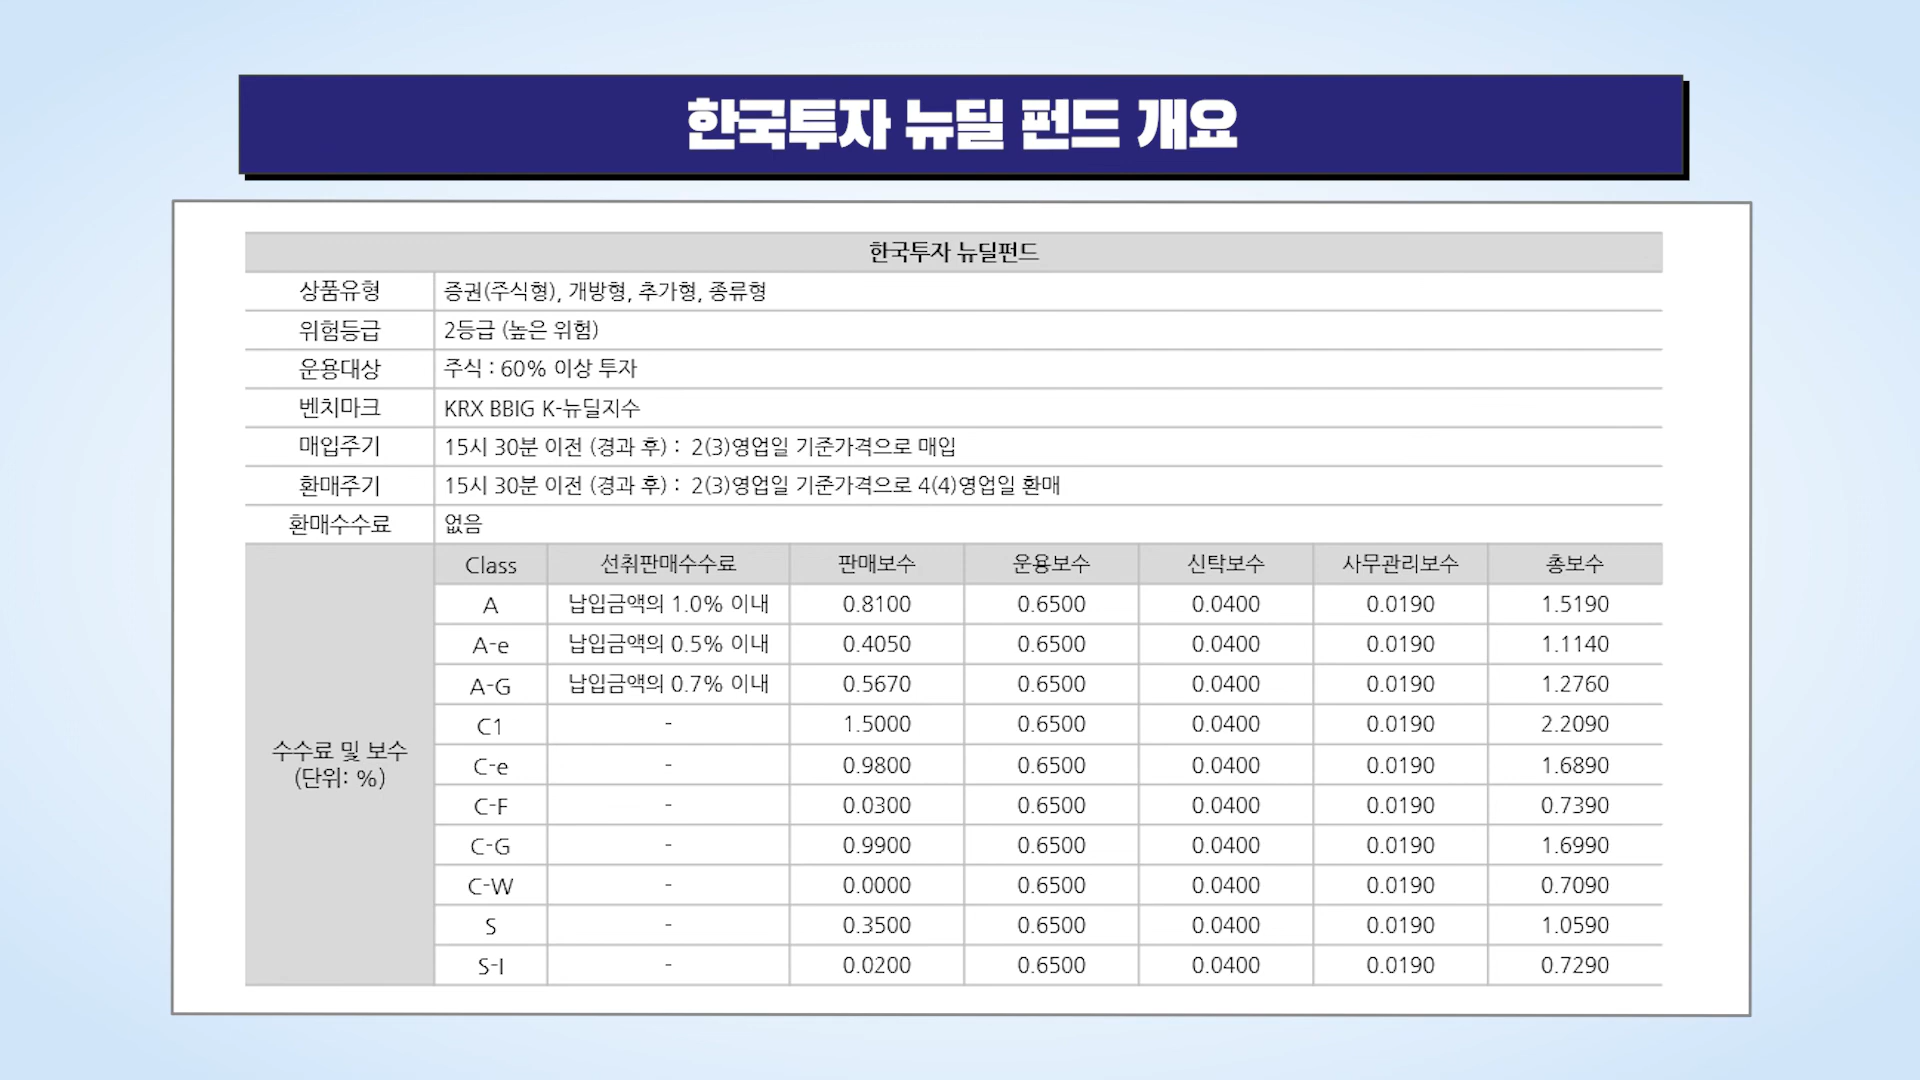 한국투자 뉴딜 펀드 개요
한국투자 뉴딜펀드
상품유형 증권(주식형), 개방형, 추가형, 종류형
위험등급 2등급 (높은 위험)
운용대상 주식 : 60% 이상 투자
벤치마크 KRX BBIG K-뉴딜지수
매입주기 15시 30분 이전 (경과 후) : 2(3)영업일 기준가격으로 매입
환매주기 15시 30분 이전 (경과 후) : 2(3)영업일 기준가격으로 4(4)영업일 환매
환매수수료 없음
수수료 및 보수
(단위: %)
Class 선취판매수수료 판매보수 운용보수 신탁보수 사무관리보수 총보수
A 납입금액의 1.0% 이내 0.8100 0.6500 0.0400 0.0190 1.5190
A-e 납입금액의 0.5% 이내 0.4050 0.6500 0.0400 0.0190 1.1140
A-G 납입금액의 0.7% 이내 0.5670 0.6500 0.0400 0.0190 1.2760
C1 - 1.5000 0.6500 0.0400 0.0190 2.2090
C-e - 0.9800 0.6500 0.0400 0.0190 1.6890
C-F - 0.0300 0.6500 0.0400 0.0190 0.7390
C-G - 0.9900 0.6500 0.0400 0.0190 1.6990
C-W - 0.0000 0.6500 0.0400 0.0190 0.7090
S - 0.3500 0.6500 0.0400 0.0190 1.0590
S-I - 0.0200 0.6500 0.0400 0.0190 0.7290